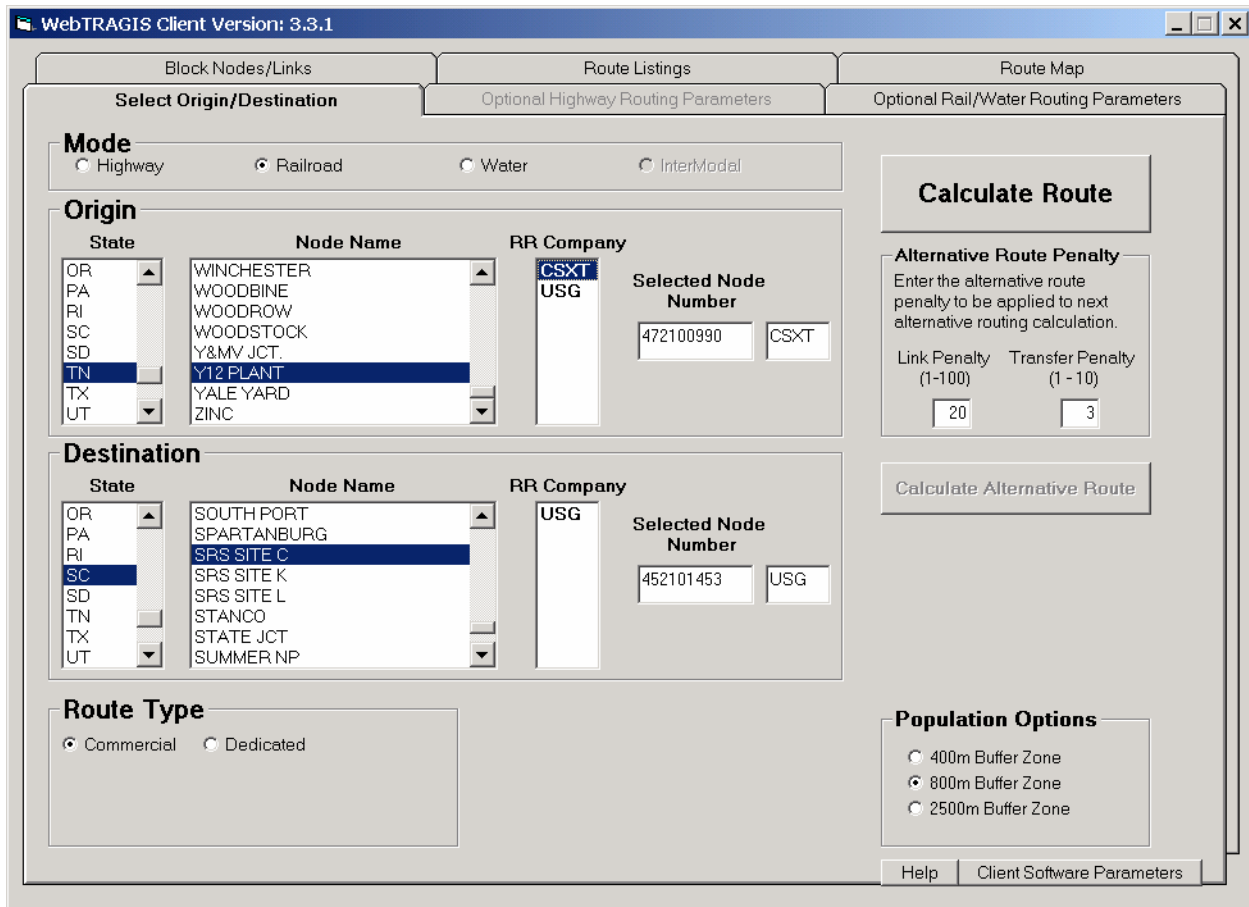 WebTRAGIS Client Version: 3.3.1
Block Nodes/Links
Route Listings
Route Map
Select Origin/Destination
Optional Highway Routing Parameters
Optional Rail/Water Routing Parameters
Mode
Highway
Railroad
Water
InterModal
Origin
State
Node Name
RR Company
OR
PA
RI
SC
SD
TN
TX
UT
WINCHESTER
WOODBINE
WOODROW
WOODSTOCK
Y&MV JCT.
Y12 PLANT
YALE YARD
ZINC
CSXT
USG
Selected Node
Number
472100990
CSXT
Destination
State
Node Name
RR Company
OR
PA
RI
SC
SD
TN
TX
UT
SOUTH PORT
SPARTANBURG
SRS SITE C
SRS SITE K
SRS SITE L
STANCO
STATE JCT
SUMMER NP
USG
Selected Node
Number
452101453
USG
Route Type
Commercial
Dedicated
Calculate Route
Alternative Route Penalty
Enter the alternative route
penalty to be applied to next
alternative routing calculation.
Link Penalty
(1-100)
Transfer Penalty
(1 - 10)
20
3
Calculate Alternative Route
Population Options
400m Buffer Zone
800m Buffer Zone
2500m Buffer Zone
Help
Client Software Parameters